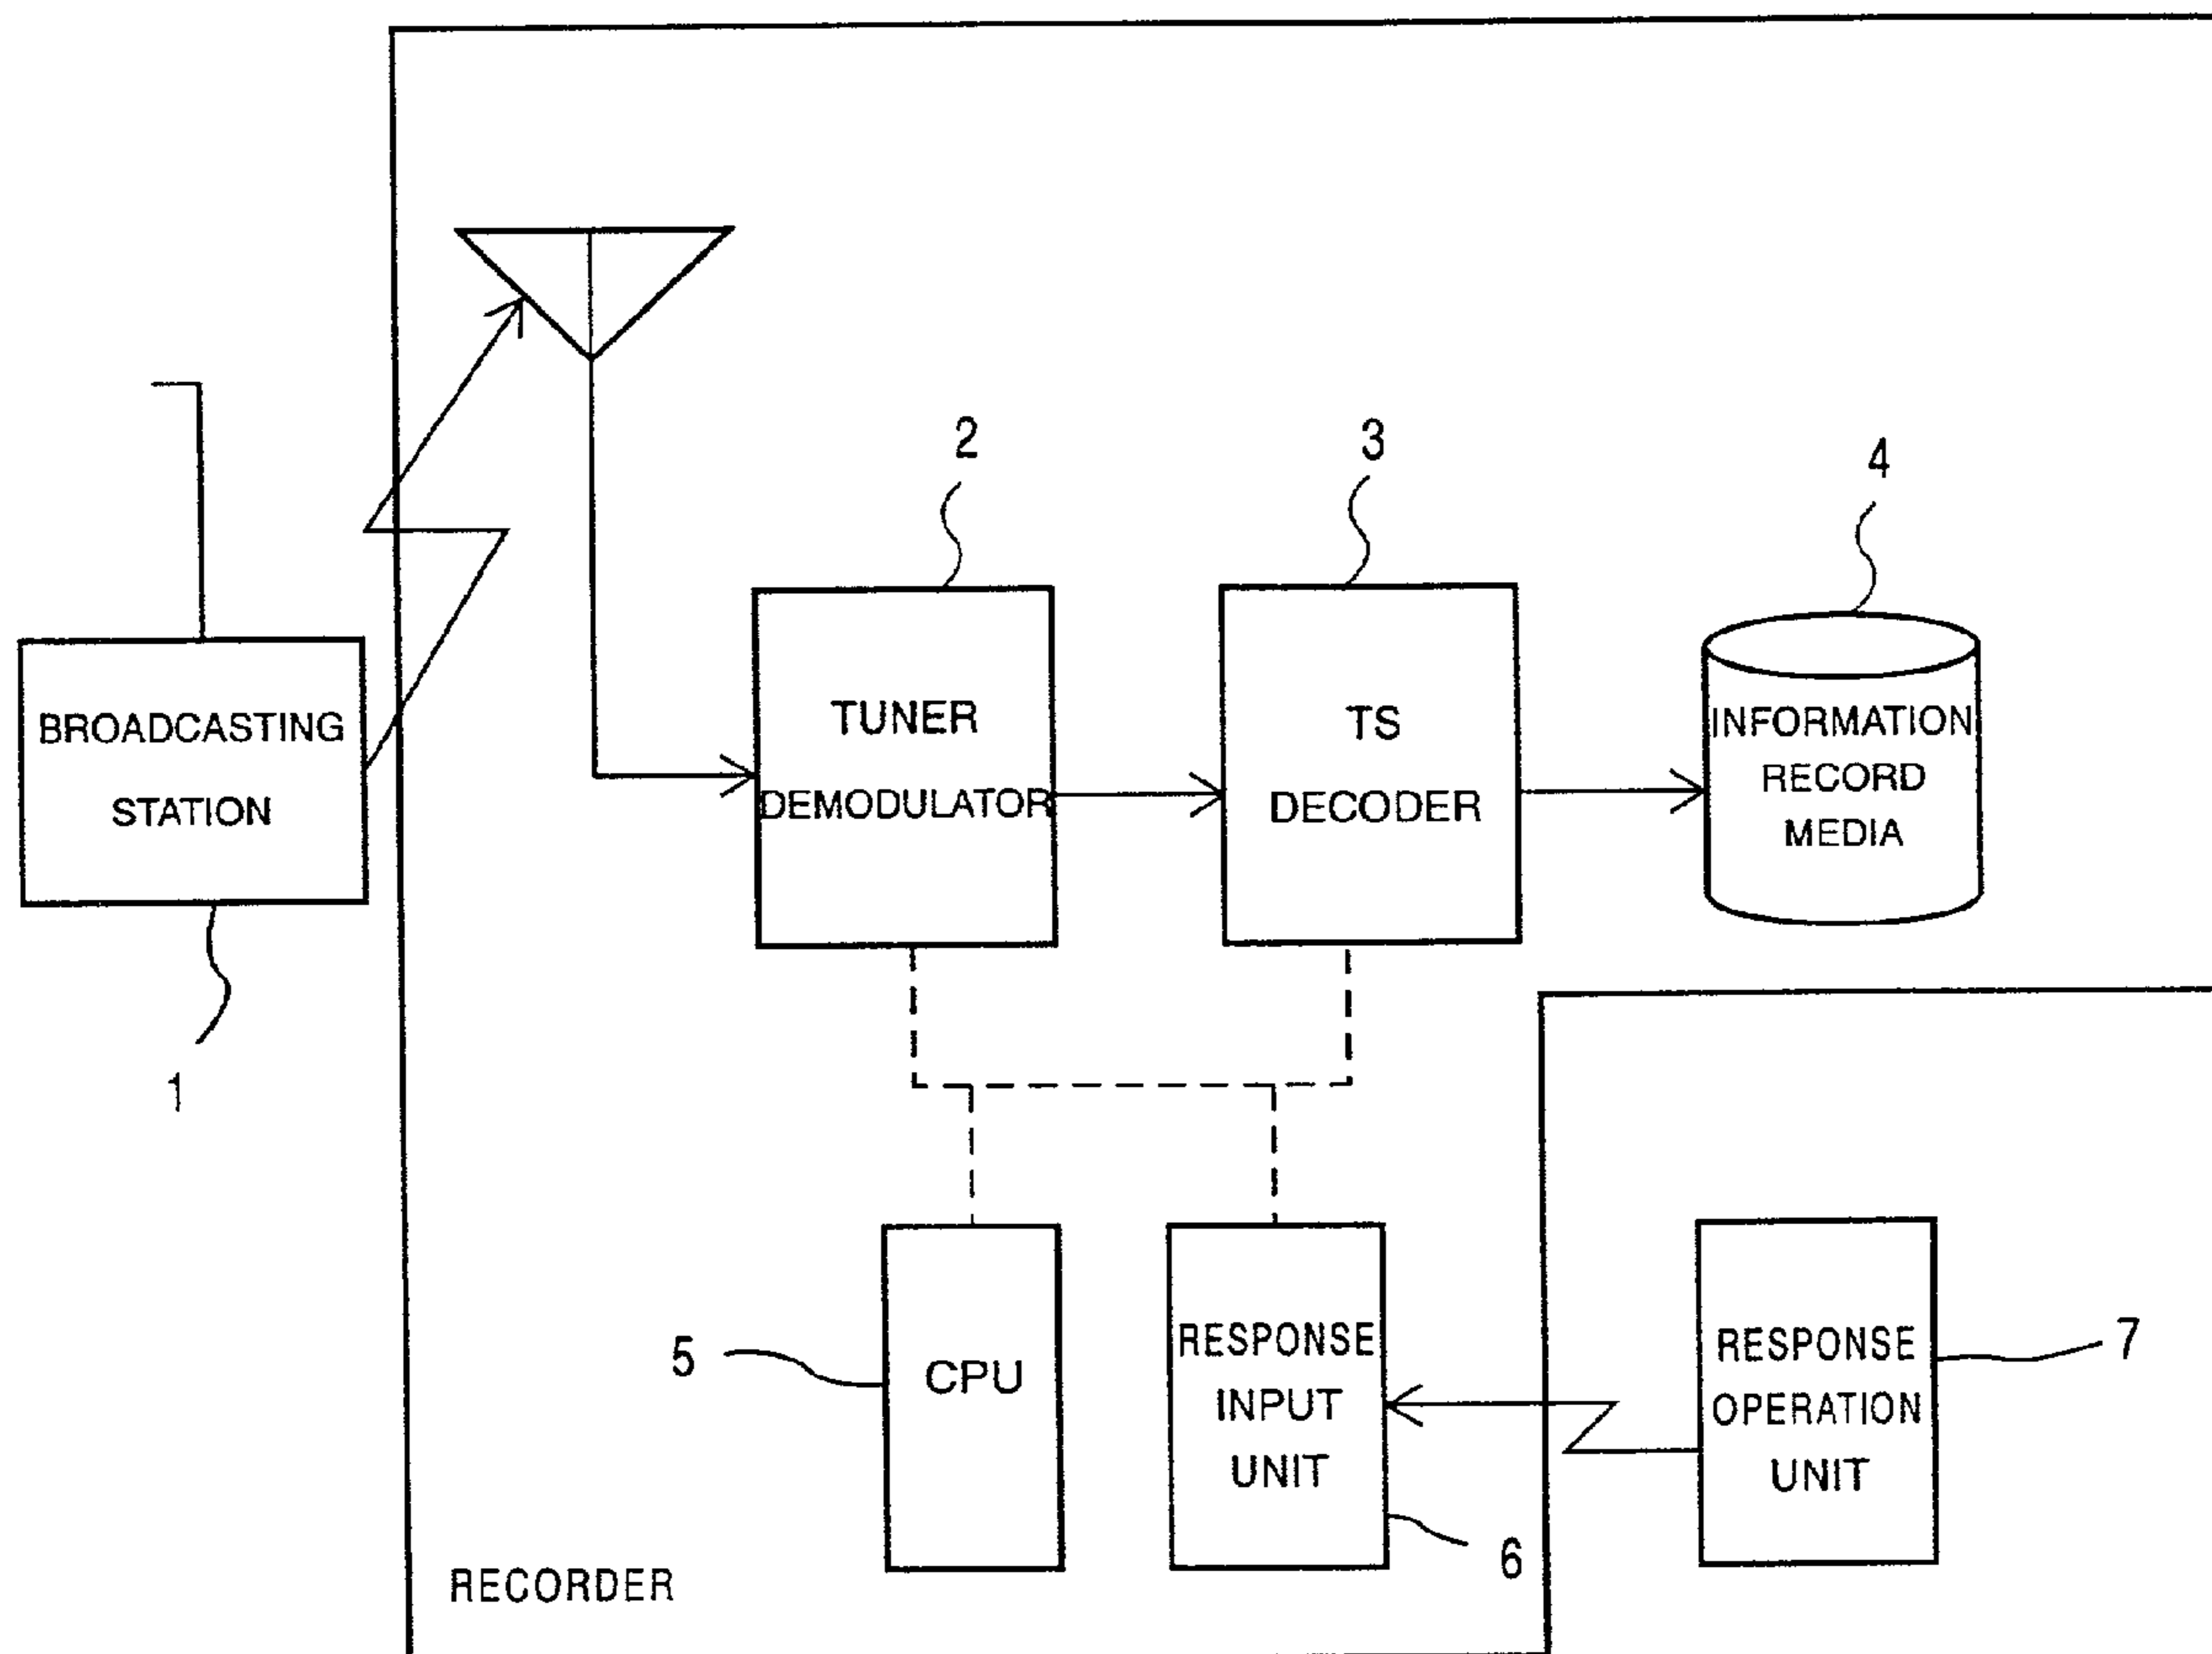 2
3
4
TUNER
DEMODULATOR
TS
DECODER
INFORMATION
RECORD
MEDIA
BROADCASTING
STATION
1
5
CPU
RESPONSE
INPUT
UNIT
6
RESPONSE
OPERATION
UNIT
7
RECORDER